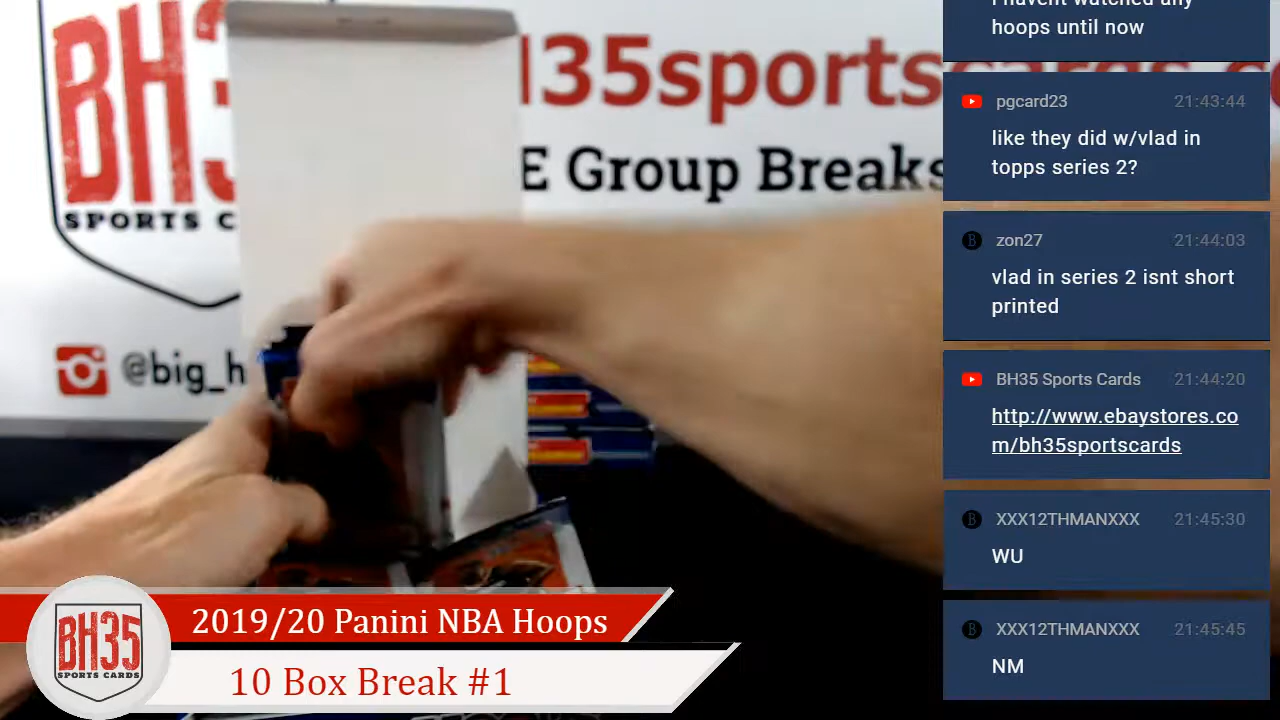 BH3
SPORTS C
@big_h
35sports
E Group Breaks
I havent watched any
hoops until now
pgcard23 21:43:44
like they did w/vlad in
topps series 2?
zon27 21:44:03
vlad in series 2 isnt short
printed
BH35 Sports Cards 21:44:20
http://www.ebaystores.co
m/bh35sportscards
XXX12THMANXXX 21:45:30
WU
XXX12THMANXXX 21:45:45
NM
BH35
SPORTS CARDS
2019/20 Panini NBA Hoops
10 Box Break #1